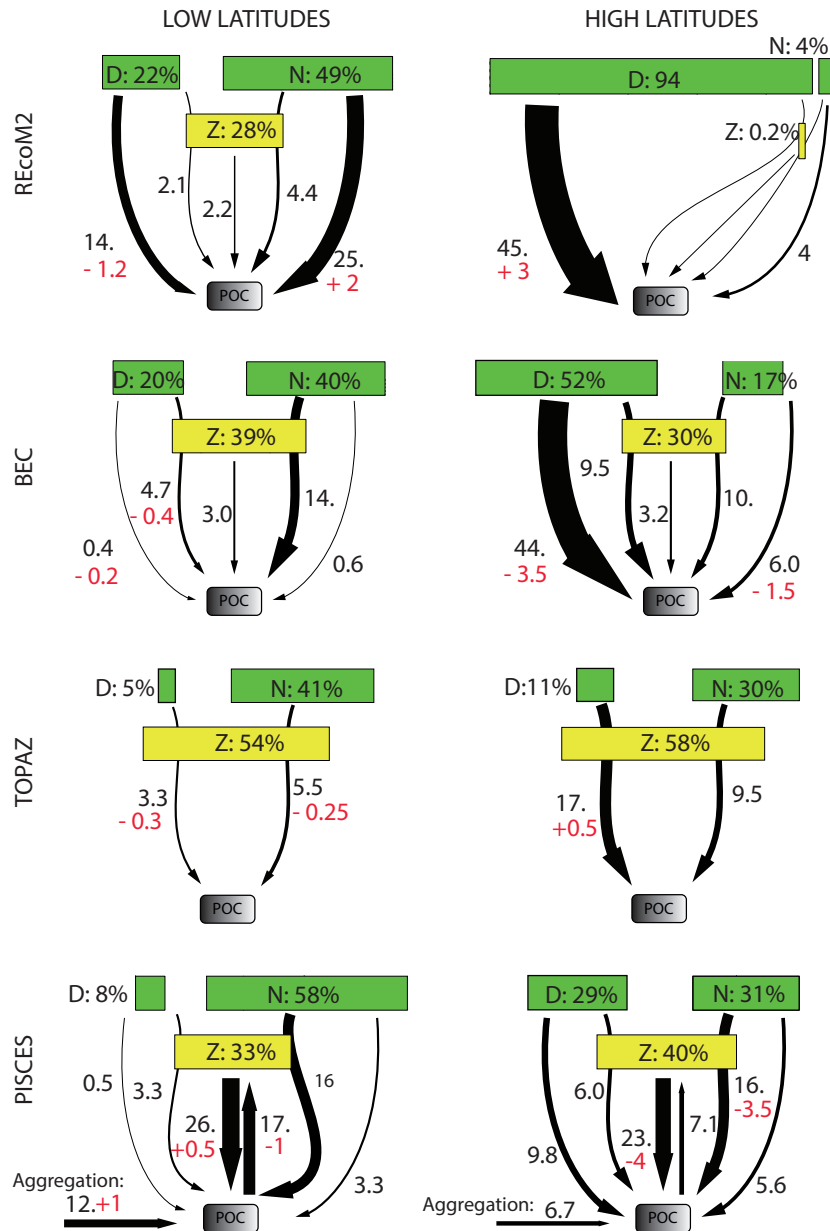 LOW LATITUDES
HIGH LATITUDES
REcoM2
D: 22%
N: 49%
Z: 28%
2.1
2.2
4.4
14.
- 1.2
25.
+ 2
POC
N: 4%
D: 94
Z: 0.2%
45.
+ 3
4
POC
BEC
D: 20%
N: 40%
Z: 39%
4.7
- 0.4
3.0
14.
0.4
- 0.2
0.6
POC
D: 52%
N: 17%
Z: 30%
9.5
3.2
10.
44.
- 3.5
6.0
- 1.5
POC
TOPAZ
D: 5%
N: 41%
Z: 54%
3.3
- 0.3
5.5
- 0.25
POC
D:11%
N: 30%
Z: 58%
17.
+0.5
9.5
POC
PISCES
D: 8%
N: 58%
Z: 33%
0.5
3.3
16
26.
+0.5
17.
-1
3.3
Aggregation:
12.+1
POC
D: 29%
N: 31%
Z: 40%
6.0
16.
-3.5
7.1
23.
-4
9.8
5.6
Aggregation:
6.7
POC